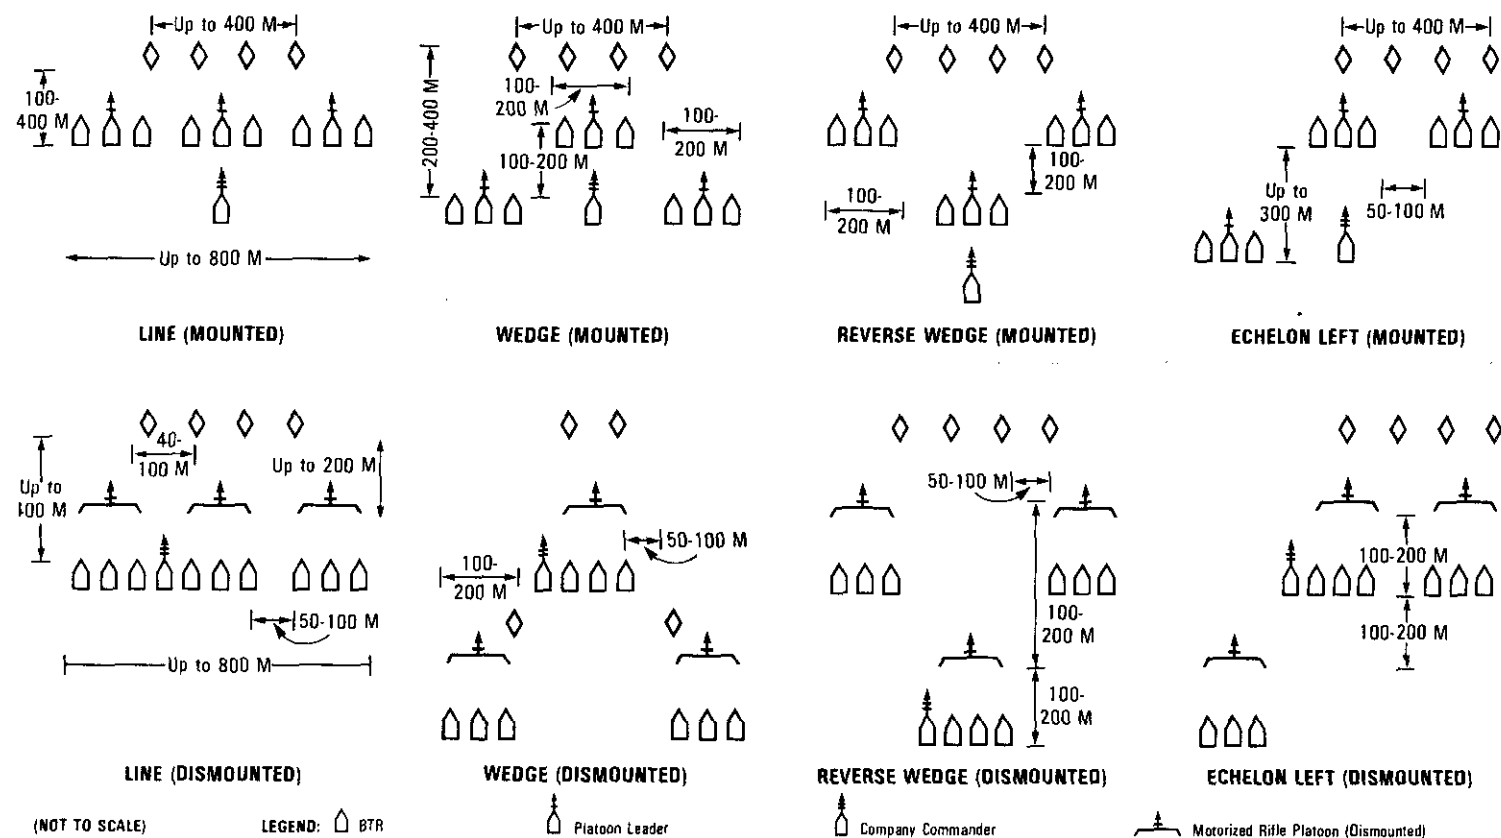 Up to 400 M
100-
400 M
Up to 800 M
LINE (MOUNTED)
Up to 400 M
200-400 M
100-
200 M
100-200 M
100-
200 M
WEDGE (MOUNTED)
Up to 400 M
100-
200 M
100-
200 M
REVERSE WEDGE (MOUNTED)
Up to 400 M
Up to
300 M
50-100 M
ECHELON LEFT (MOUNTED)
40-
100 M
Up to 200 M
Up to
400 M
50-100 M
Up to 800 M
LINE (DISMOUNTED)
50-100 M
100-
200 M
WEDGE (DISMOUNTED)
50-100 M
100-
200 M
100-
200 M
REVERSE WEDGE (DISMOUNTED)
100-200 M
100-200 M
ECHELON LEFT (DISMOUNTED)
(NOT TO SCALE)
LEGEND: BTR
Platoon Leader
Company Commander
Motorized Rifle Platoon (Dismounted)